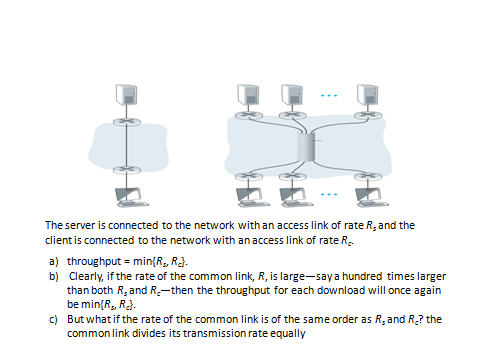 The server is connected to the network with an access link of rate Rs and the
client is connected to the network with an access link of rate Rc.
a) throughput = min{Rs, Rc}.
b) Clearly, if the rate of the common link, R, is large—say a hundred times larger
than both Rs and Rc—then the throughput for each download will once again
be min{Rs, Rc}.
c) But what if the rate of the common link is of the same order as Rs and Rc? the
common link divides its transmission rate equally